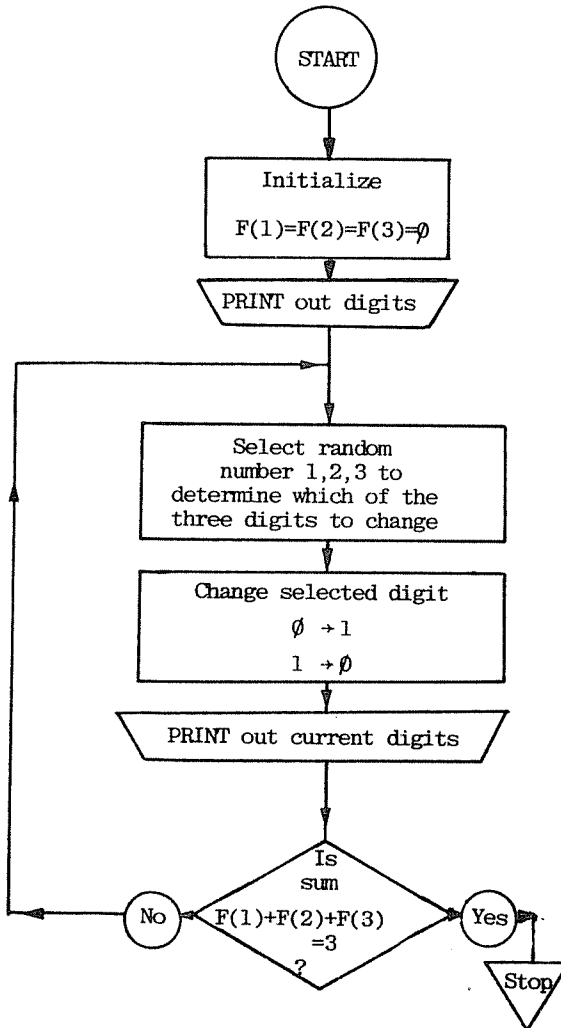 START
Initialize
F(1)=F(2)=F(3)=∅
PRINT out digits
Select random
number 1,2,3 to
determine which of the
three digits to change
Change selected digit
∅ → 1
1 → ∅
PRINT out current digits
Is
sum
F(1)+F(2)+F(3)
=3
?
No
Yes
Stop